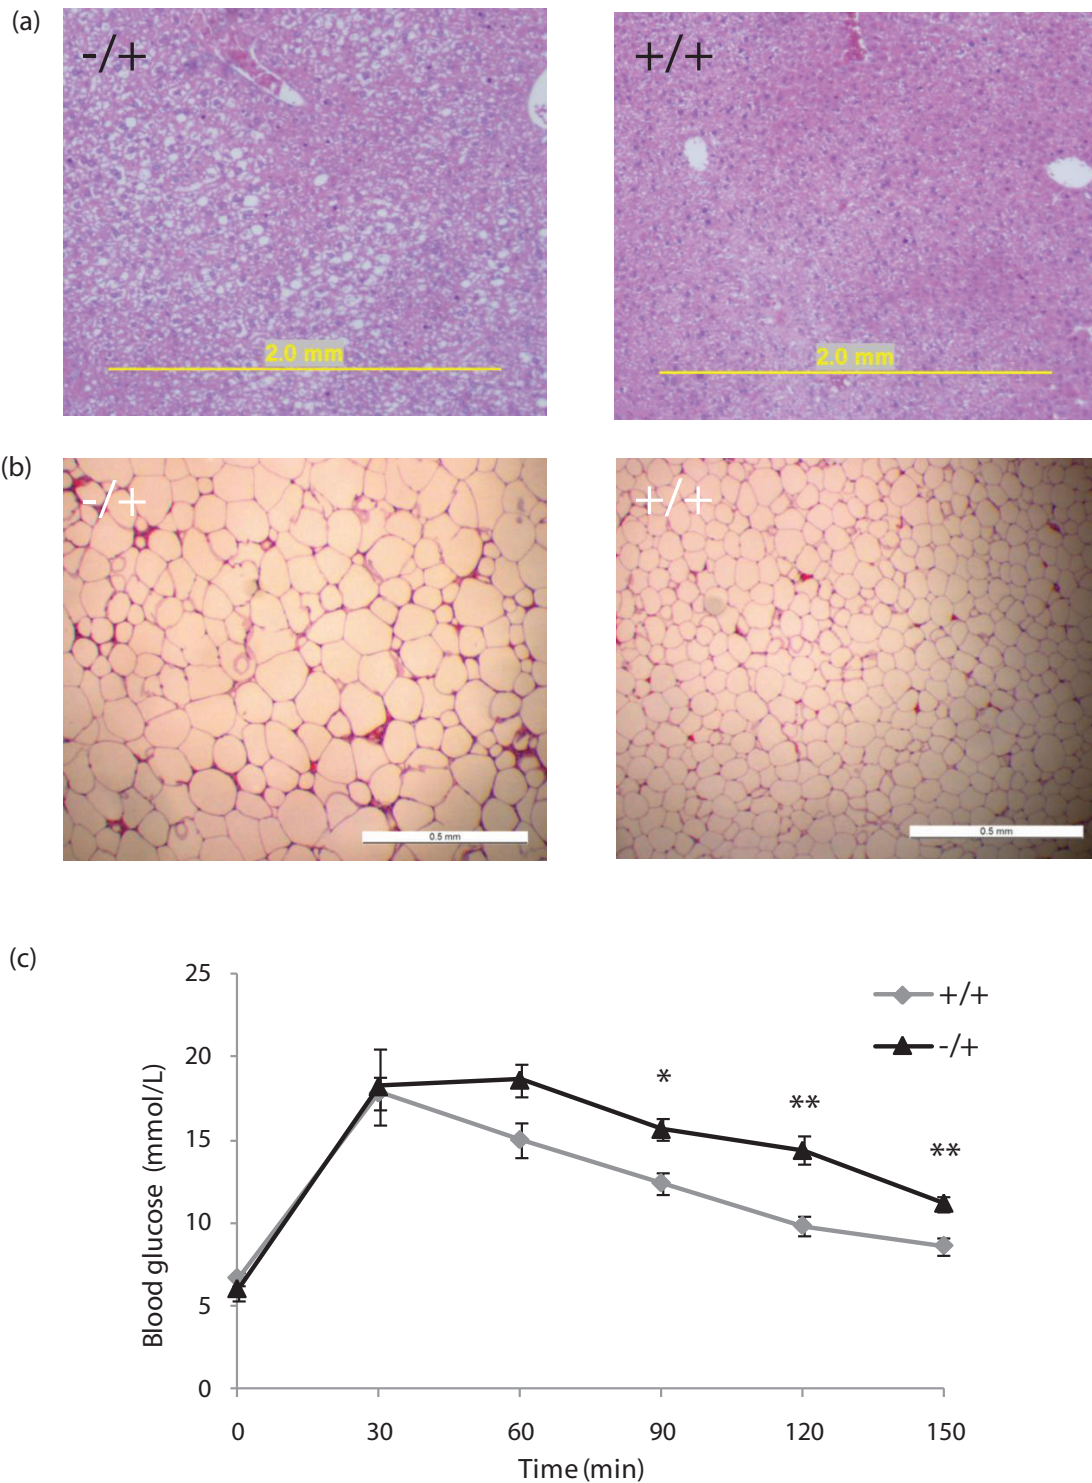 (a)
-/+
+/+
2.0 mm
2.0 mm
(b)
-/+
+/+
0.5 mm
0.5 mm
(c)
25
20
15
10
5
0
Blood glucose (mmol/L)
+/+
-/+
*
**
**
0 30 60 90 120 150
Time (min)